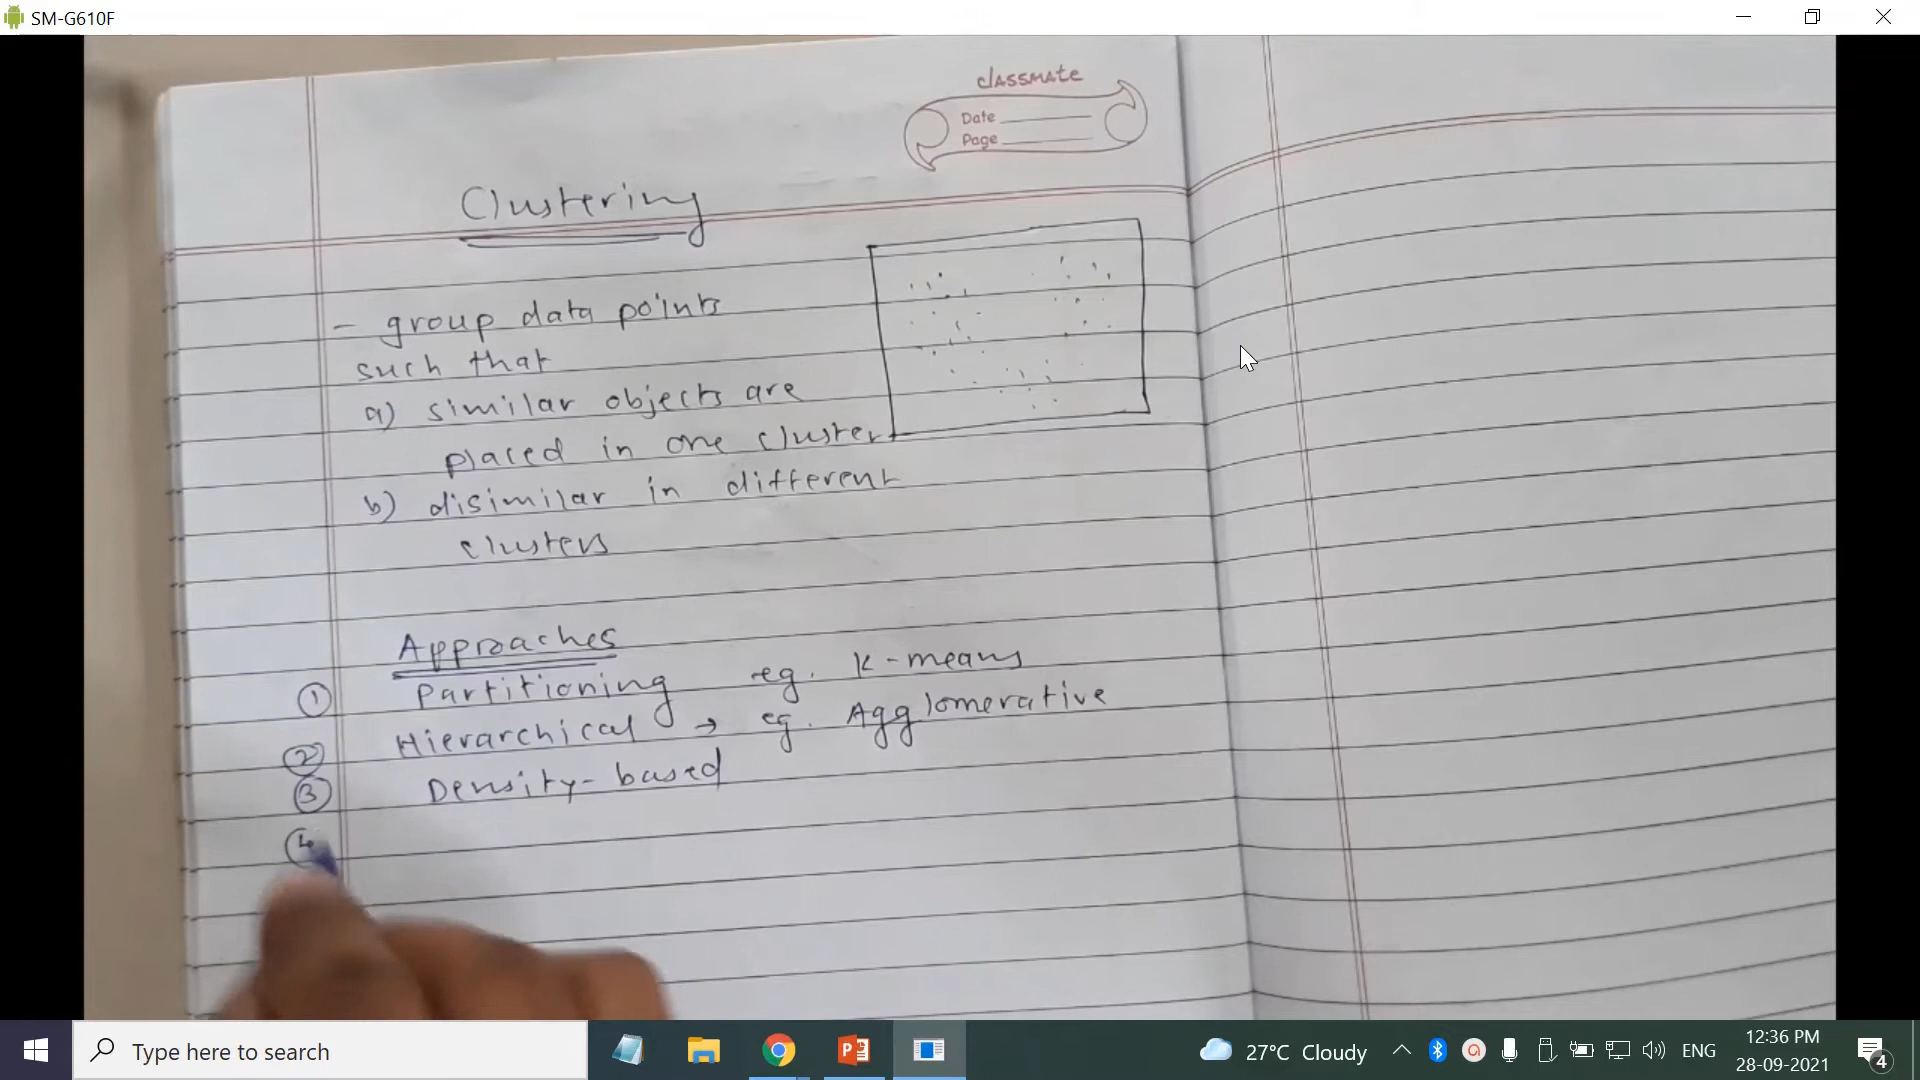 SM-G610F
classmate
Date
Page
Clustering
- group data points
such that
a) similar objects are
placed in one cluster
b) disimilar in different
clusters
Approaches
① Partitioning eg. K-means
② Hierarchical → eg. Agglomerative
③ Density-based
④
Type here to search
27°C Cloudy
ENG
12:36 PM
28-09-2021
4